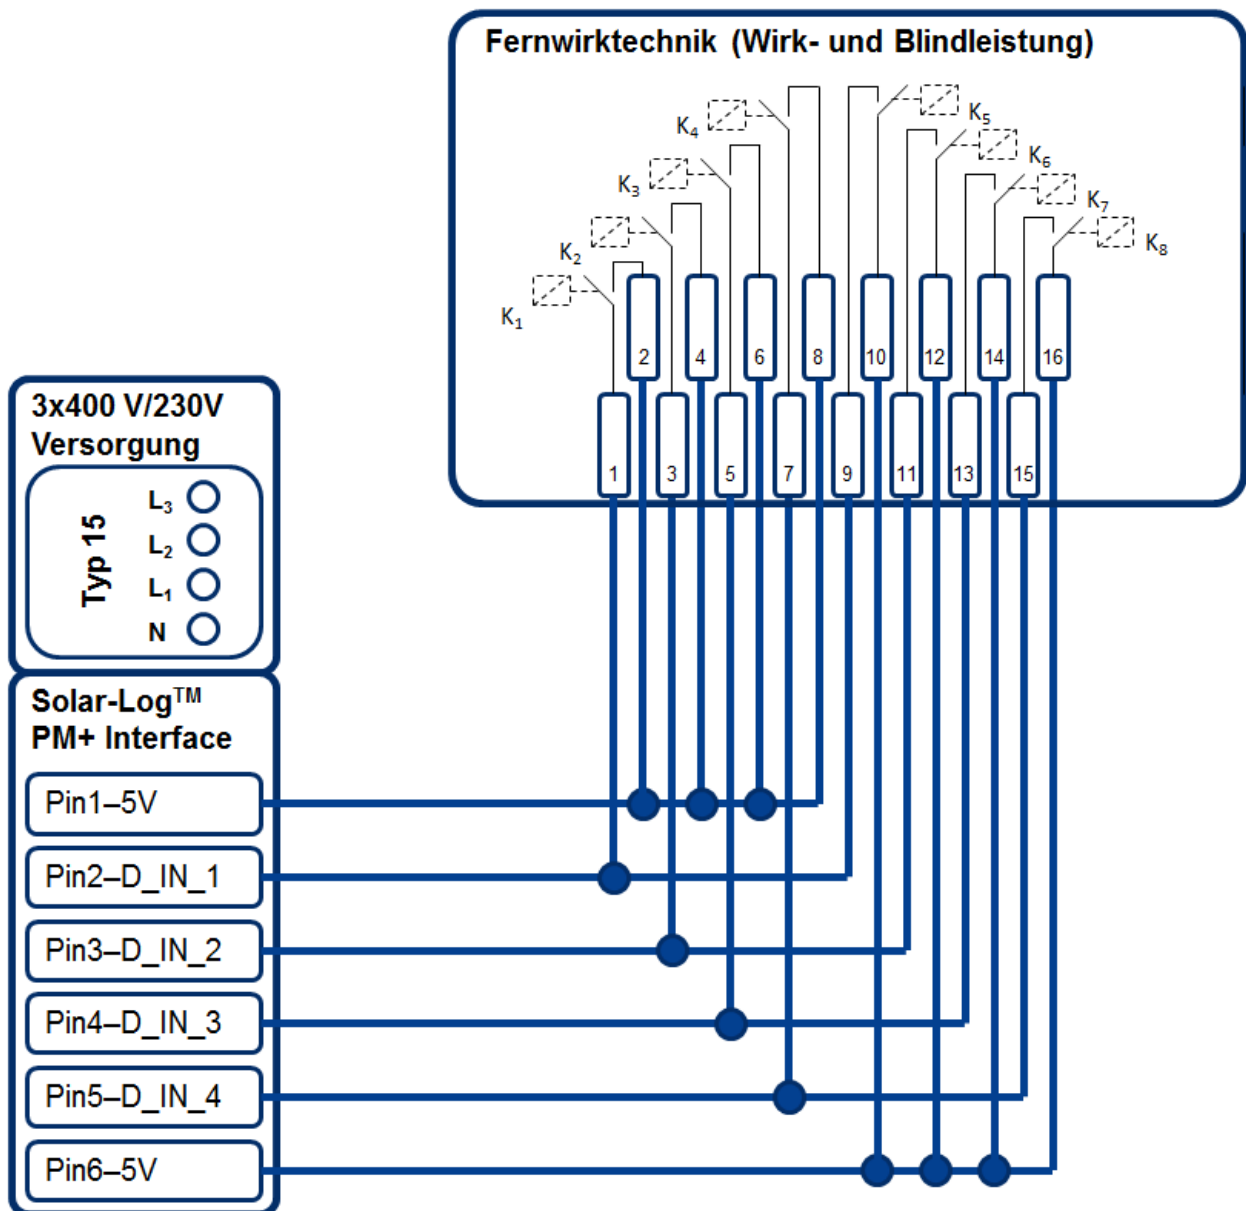 Fernwirktechnik (Wirk- und Blindleistung)
K4
K5
K3
K6
K2
K7
K1
K8
2 4 6 8 10 12 14 16
1 3 5 7 9 11 13 15
3x400 V/230V
Versorgung
Typ 15
L3
L2
L1
N
Solar-Log™
PM+ Interface
Pin1–5V
Pin2–D_IN_1
Pin3–D_IN_2
Pin4–D_IN_3
Pin5–D_IN_4
Pin6–5V